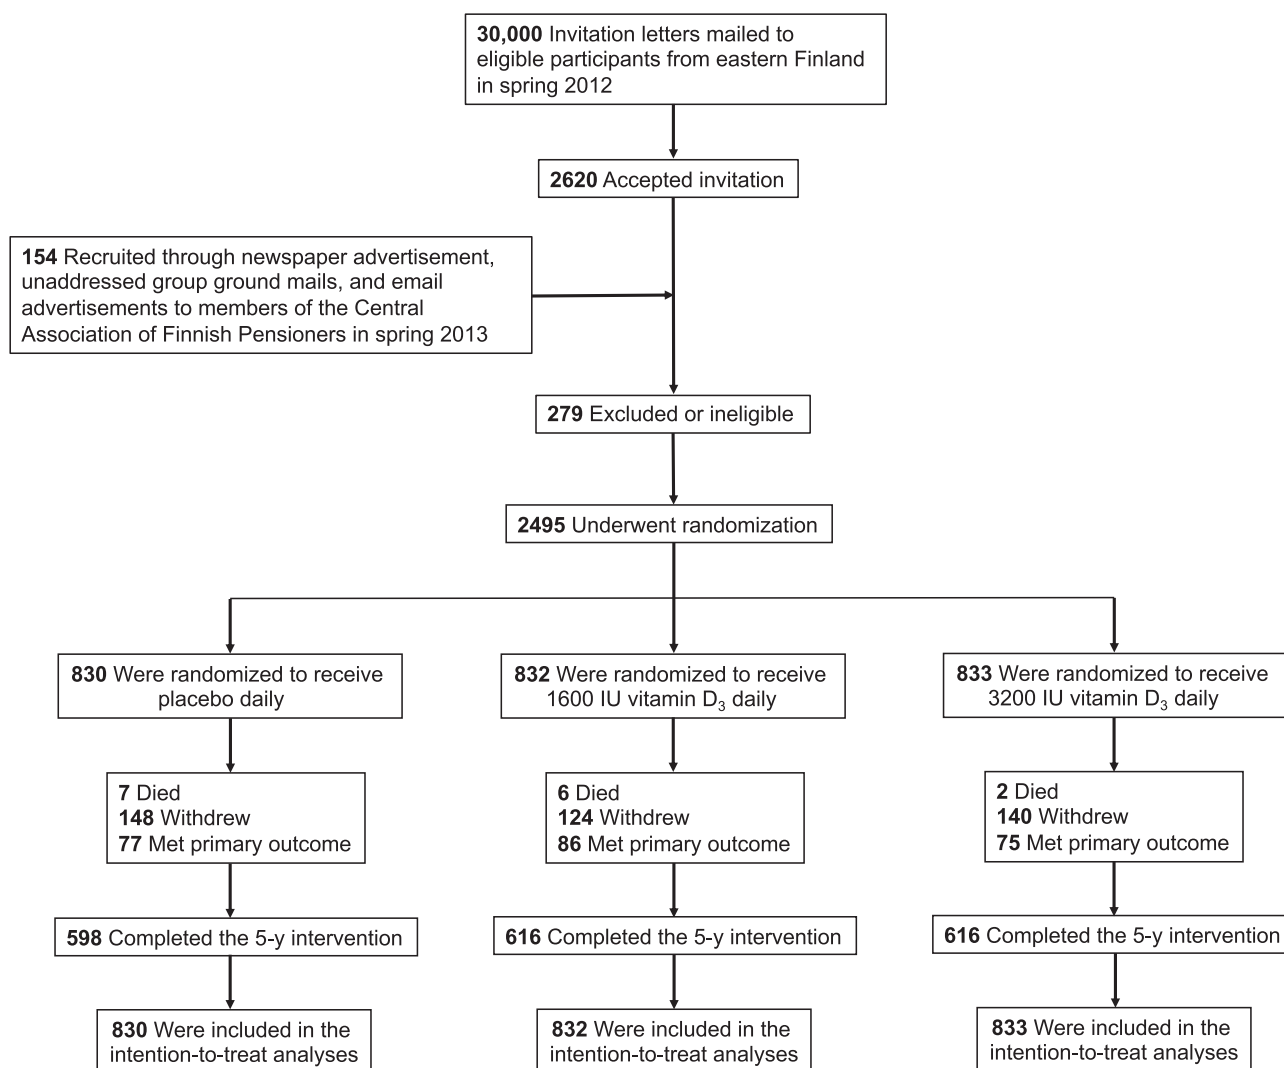 30,000 Invitation letters mailed to
eligible participants from eastern Finland
in spring 2012
2620 Accepted invitation
154 Recruited through newspaper advertisement,
unaddressed group ground mails, and email
advertisements to members of the Central
Association of Finnish Pensioners in spring 2013
279 Excluded or ineligible
2495 Underwent randomization
830 Were randomized to receive
placebo daily
832 Were randomized to receive
1600 IU vitamin D₃ daily
833 Were randomized to receive
3200 IU vitamin D₃ daily
7 Died
148 Withdrew
77 Met primary outcome
6 Died
124 Withdrew
86 Met primary outcome
2 Died
140 Withdrew
75 Met primary outcome
598 Completed the 5-y intervention
616 Completed the 5-y intervention
616 Completed the 5-y intervention
830 Were included in the
intention-to-treat analyses
832 Were included in the
intention-to-treat analyses
833 Were included in the
intention-to-treat analyses